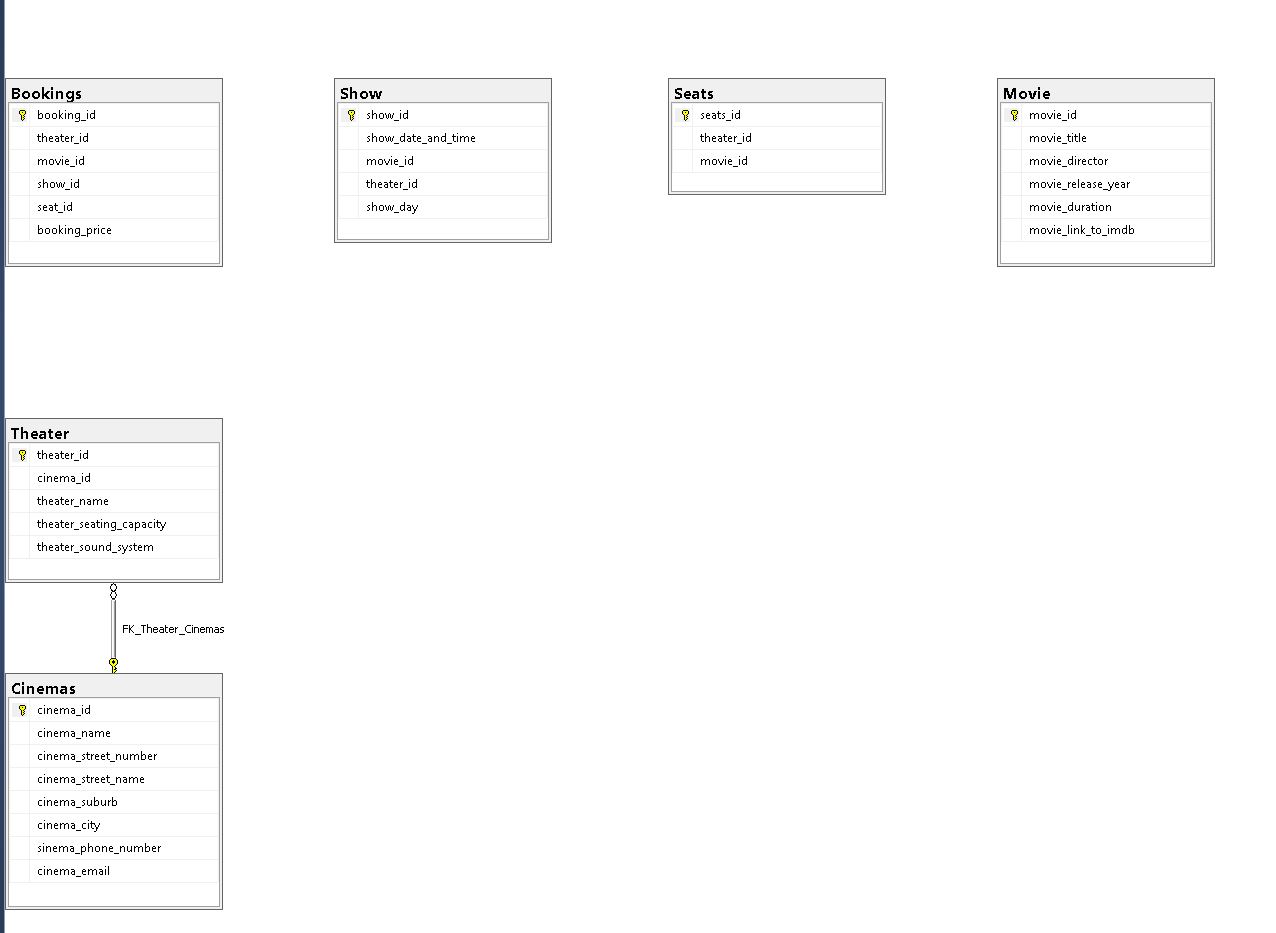 Bookings
booking_id
theater_id
movie_id
show_id
seat_id
booking_price
Show
show_id
show_date_and_time
movie_id
theater_id
show_day
Seats
seats_id
theater_id
movie_id
Movie
movie_id
movie_title
movie_director
movie_release_year
movie_duration
movie_link_to_imdb
Theater
theater_id
cinema_id
theater_name
theater_seating_capacity
theater_sound_system
FK_Theater_Cinemas
Cinemas
cinema_id
cinema_name
cinema_street_number
cinema_street_name
cinema_suburb
cinema_city
sinema_phone_number
cinema_email